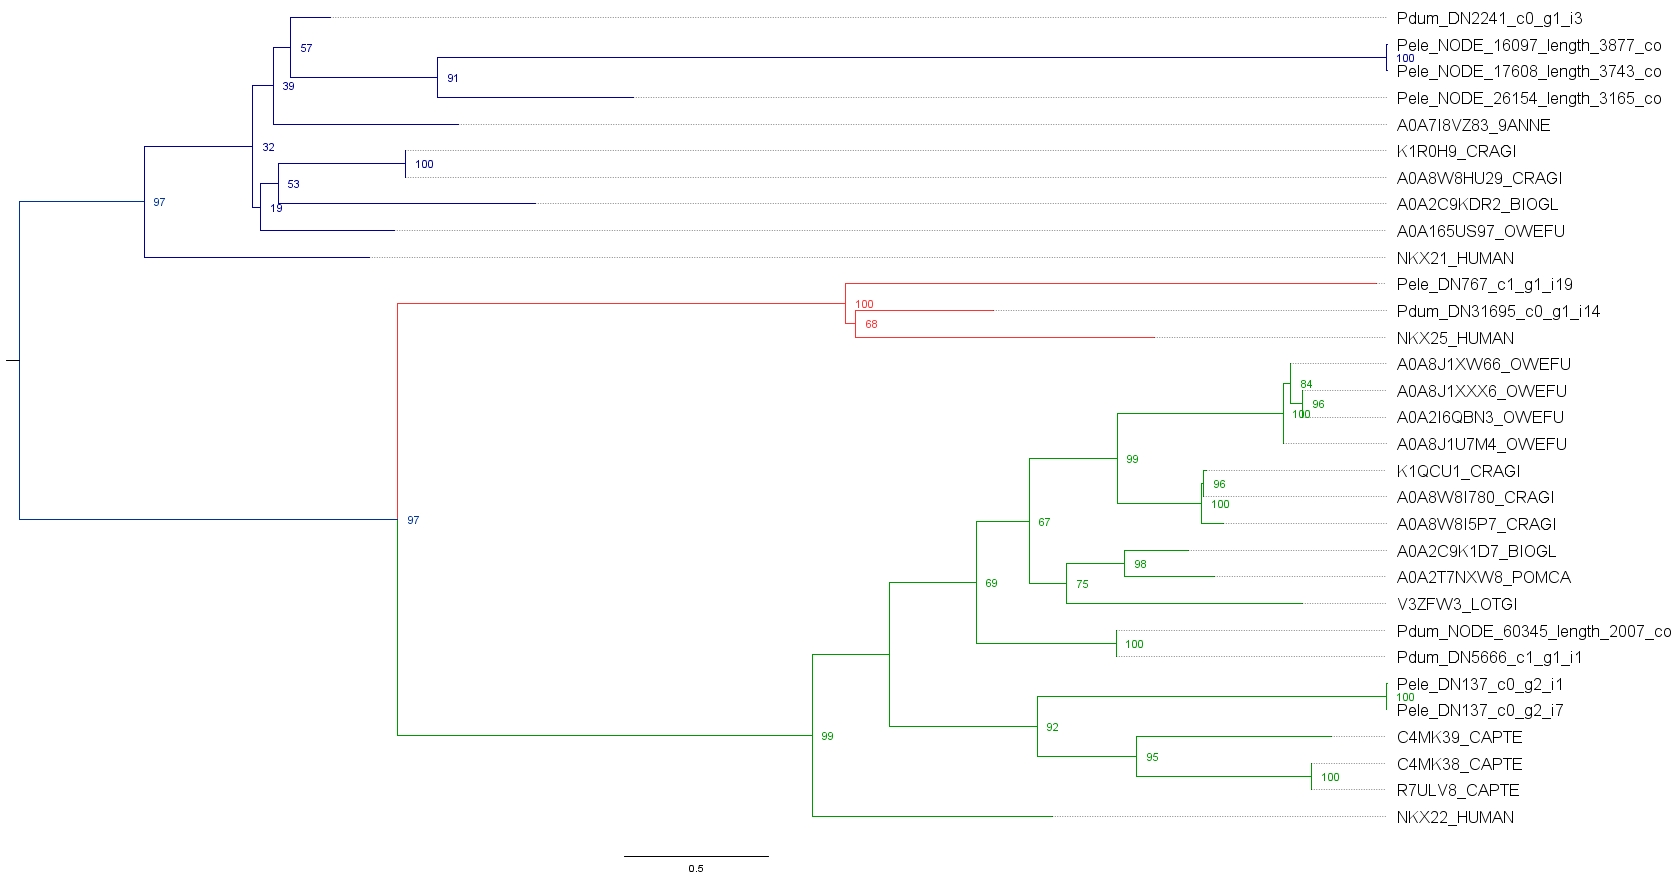 Pdum_DN2241_c0_g1_i3
57
Pele_NODE_16097_length_3877_co
100
Pele_NODE_17608_length_3743_co
91
39
Pele_NODE_26154_length_3165_co
A0A7I8VZ83_9ANNE
32
K1R0H9_CRAGI
100
A0A8W8HU29_CRAGI
53
97
19
A0A2C9KDR2_BIOGL
A0A165US97_OWEFU
NKX21_HUMAN
Pele_DN767_c1_g1_i19
100
Pdum_DN31695_c0_g1_i14
68
NKX25_HUMAN
A0A8J1XW66_OWEFU
84
A0A8J1XXX6_OWEFU
96
100
A0A2I6QBN3_OWEFU
A0A8J1U7M4_OWEFU
99
K1QCU1_CRAGI
96
A0A8W8I780_CRAGI
100
97
67
A0A8W8I5P7_CRAGI
A0A2C9K1D7_BIOGL
98
A0A2T7NXW8_POMCA
69
75
V3ZFW3_LOTGI
Pdum_NODE_60345_length_2007_co
100
Pdum_DN5666_c1_g1_i1
Pele_DN137_c0_g2_i1
100
Pele_DN137_c0_g2_i7
92
99
C4MK39_CAPTE
95
C4MK38_CAPTE
100
R7ULV8_CAPTE
NKX22_HUMAN
0.5